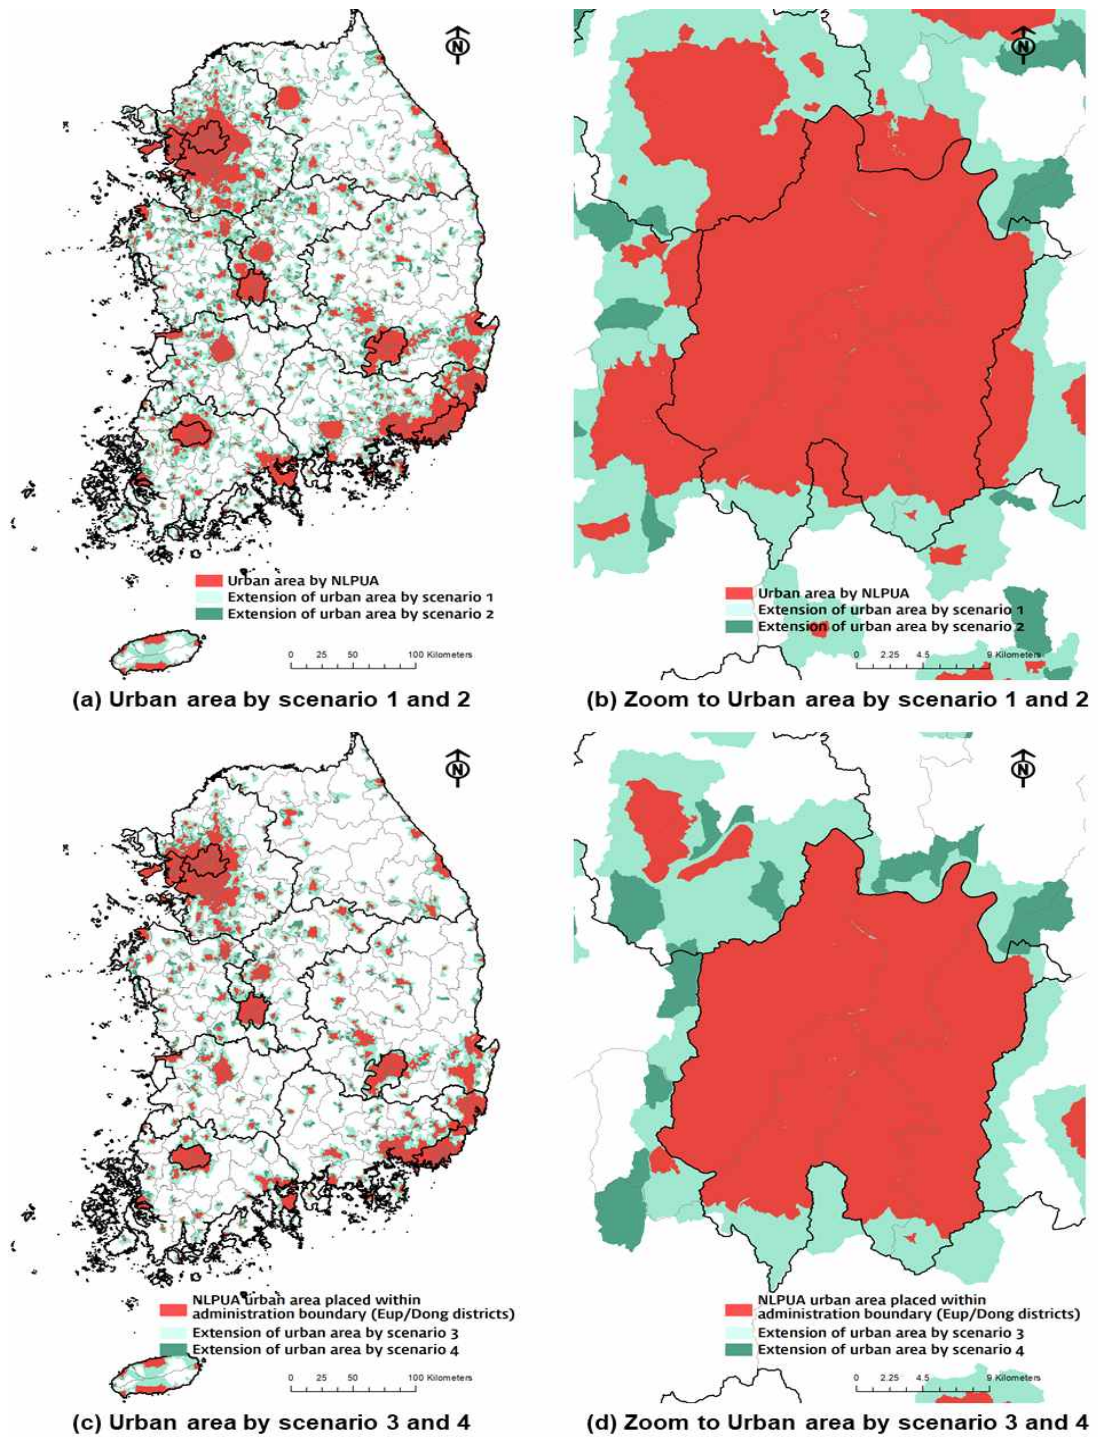 N
N
Urban area by NLPUA
Extension of urban area by scenario 1
Extension of urban area by scenario 2
0 25 50 100 Kilometers
Urban area by NLPUA
Extension of urban area by scenario 1
Extension of urban area by scenario 2
0 2.25 4.5 9 Kilometers
(a) Urban area by scenario 1 and 2
(b) Zoom to Urban area by scenario 1 and 2
N
N
NLPUA urban area placed within
administration boundary (Eup/Dong districts)
Extension of urban area by scenario 3
Extension of urban area by scenario 4
0 25 50 100 Kilometers
NLPUA urban area placed within
administration boundary (Eup/Dong districts)
Extension of urban area by scenario 3
Extension of urban area by scenario 4
0 2.25 4.5 9 Kilometers
(c) Urban area by scenario 3 and 4
(d) Zoom to Urban area by scenario 3 and 4